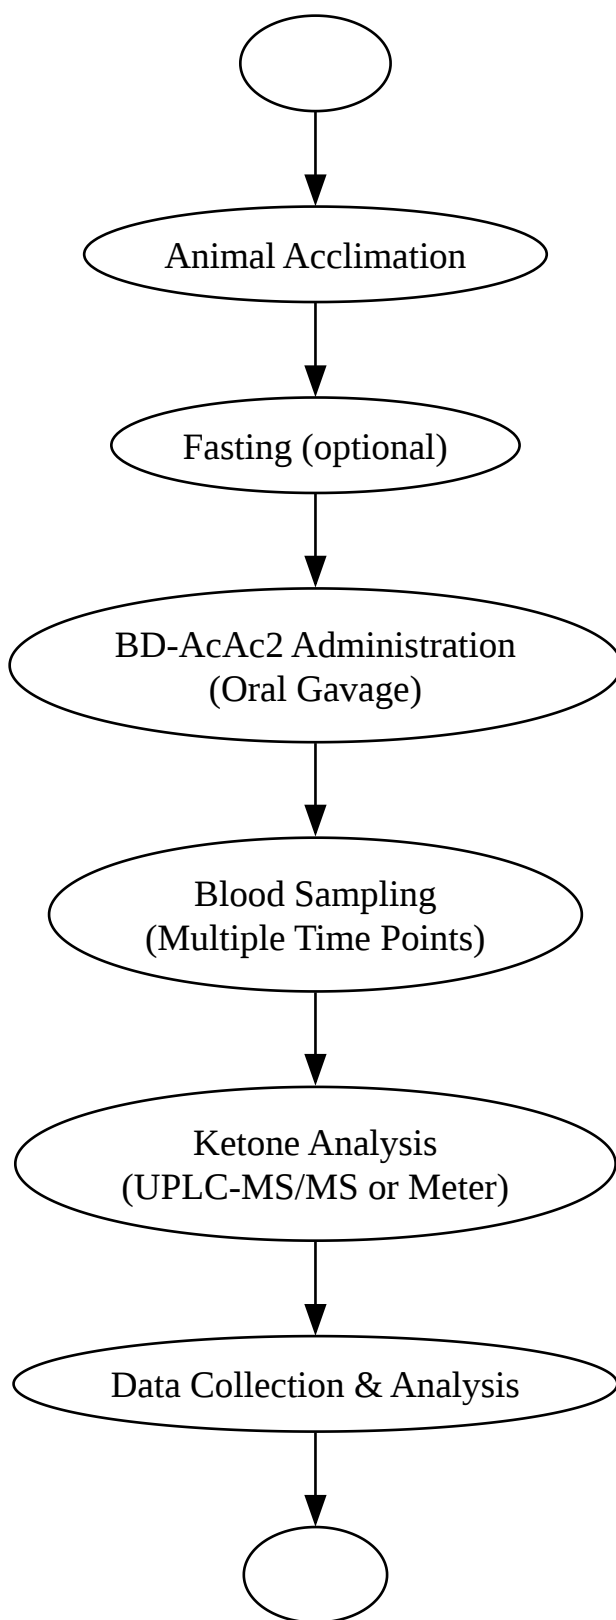 Animal Acclimation
Fasting (optional)
BD-AcAc2 Administration
(Oral Gavage)
Blood Sampling
(Multiple Time Points)
Ketone Analysis
(UPLC-MS/MS or Meter)
Data Collection & Analysis